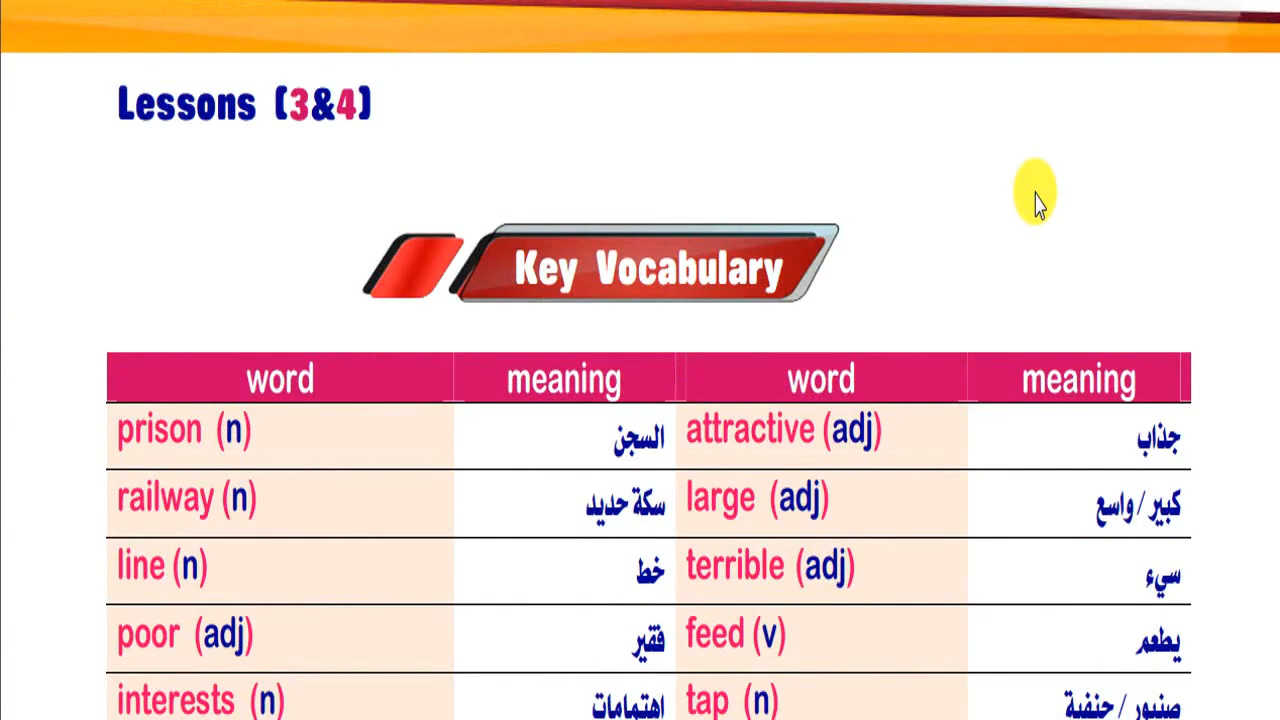 Lessons (3&4)
Key Vocabulary
word meaning word meaning
prison (n) السجن attractive (adj) جذاب
railway (n) سكة حديد large (adj) كبير / واسع
line (n) خط terrible (adj) سيء
poor (adj) فقير feed (v) يطعم
interests (n) اهتمامات tap (n) صنبور / حنفية